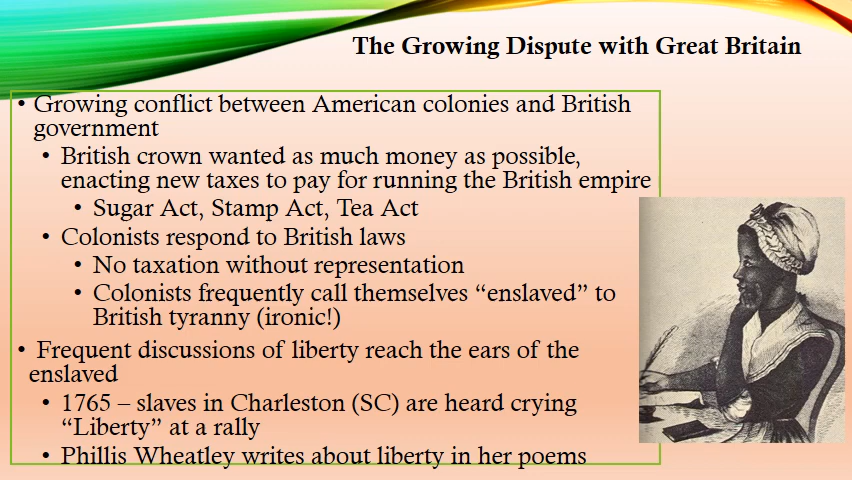 The Growing Dispute with Great Britain
• Growing conflict between American colonies and British
government
• British crown wanted as much money as possible,
enacting new taxes to pay for running the British empire
• Sugar Act, Stamp Act, Tea Act
• Colonists respond to British laws
• No taxation without representation
• Colonists frequently call themselves “enslaved” to
British tyranny (ironic!)
• Frequent discussions of liberty reach the ears of the
enslaved
• 1765 – slaves in Charleston (SC) are heard crying
“Liberty” at a rally
• Phillis Wheatley writes about liberty in her poems